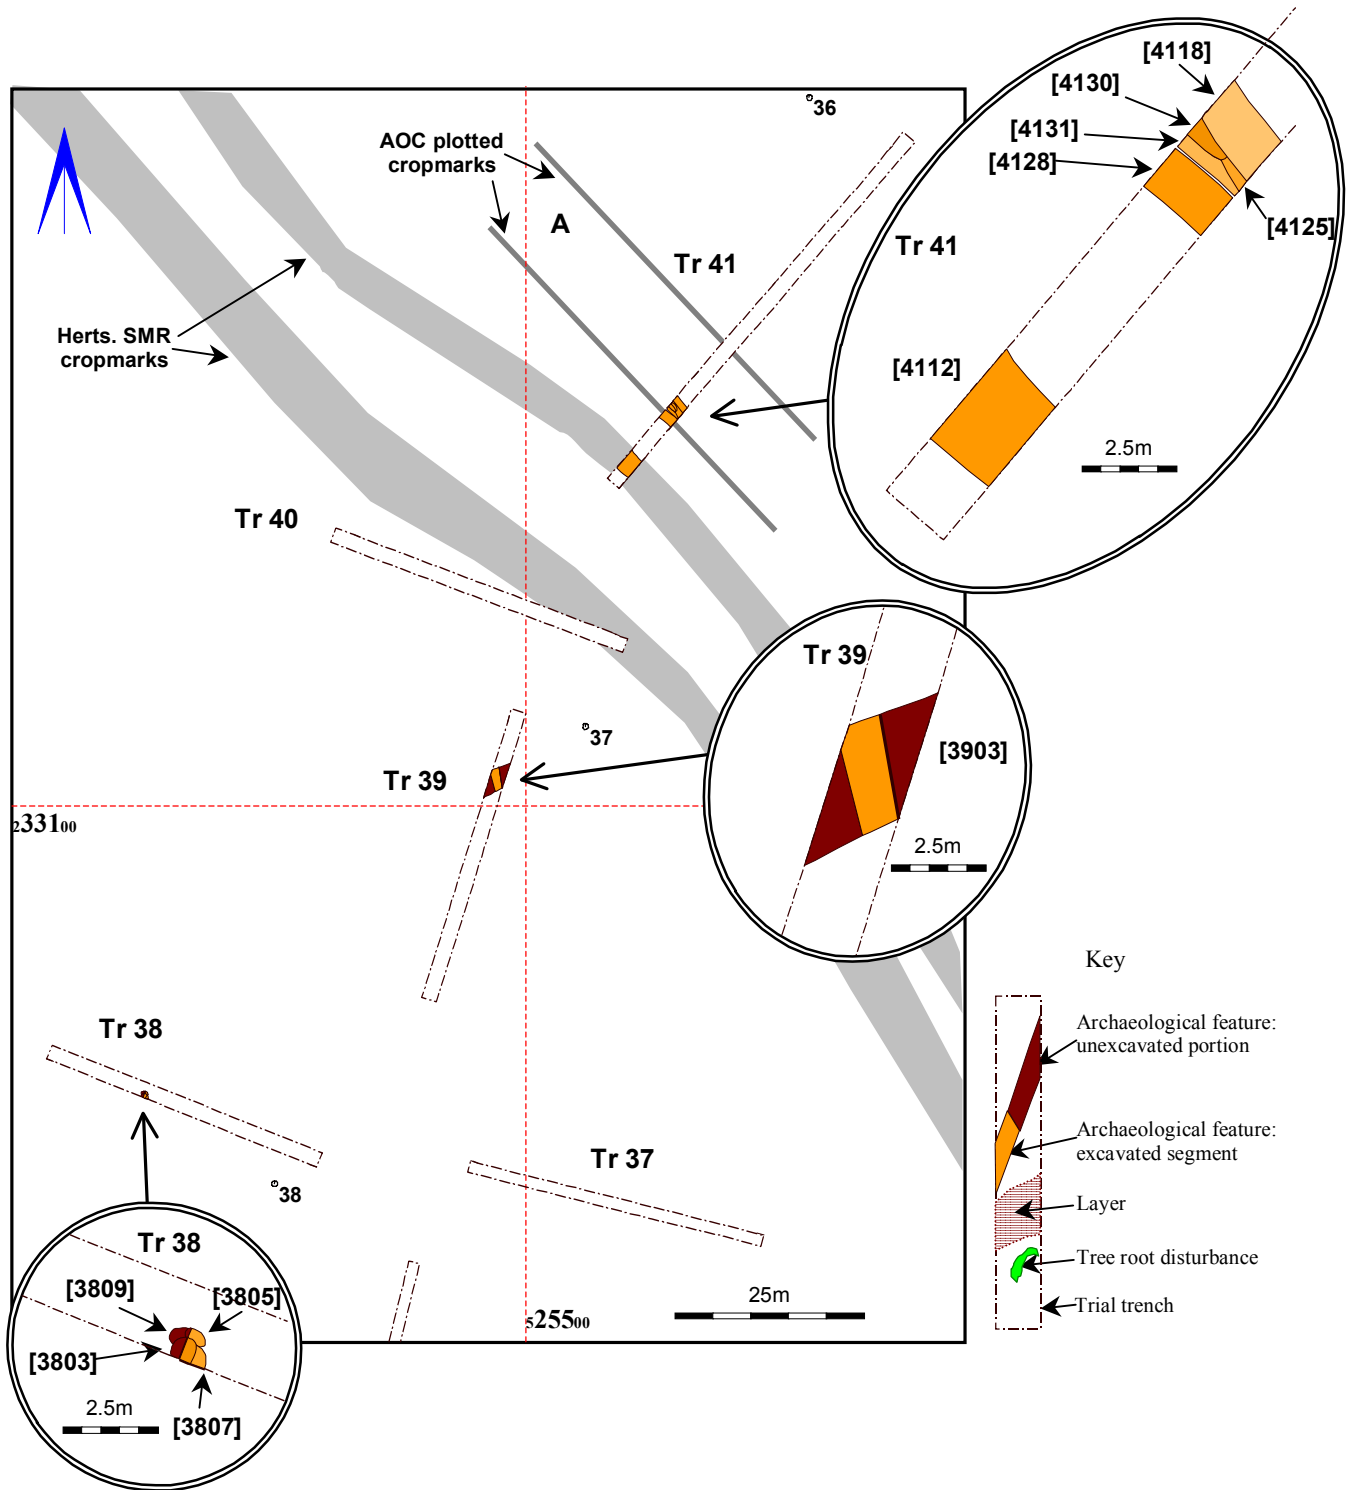 [4118]
36
[4130]
AOC plotted
cropmarks
[4131]
[4128]
A
[4125]
Tr 41
Tr 41
Herts. SMR
cropmarks
[4112]
2.5m
Tr 40
Tr 39
37
[3903]
Tr 39
233100
2.5m
Key
Tr 38
Archaeological feature:
unexcavated portion
Archaeological feature:
excavated segment
Tr 37
38
Layer
Tr 38
Tree root disturbance
[3809]
[3805]
25m
Trial trench
525500
[3803]
2.5m
[3807]